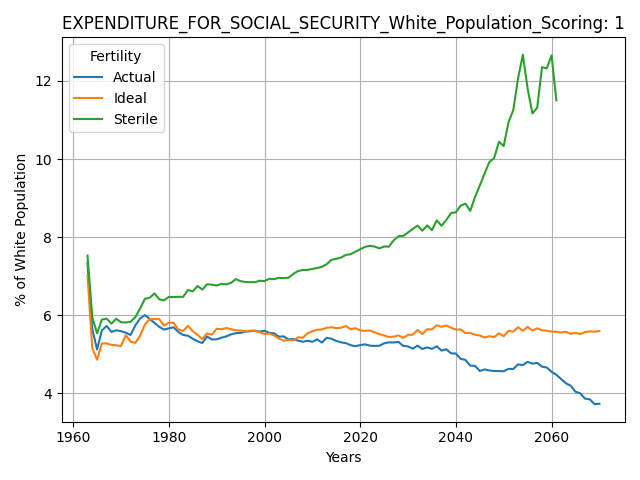 EXPENDITURE_FOR_SOCIAL_SECURITY_White_Population_Scoring: 1
Fertility
Actual
Ideal
Sterile
% of White Population
12
10
8
6
4
1960
1980
2000
2020
2040
2060
Years